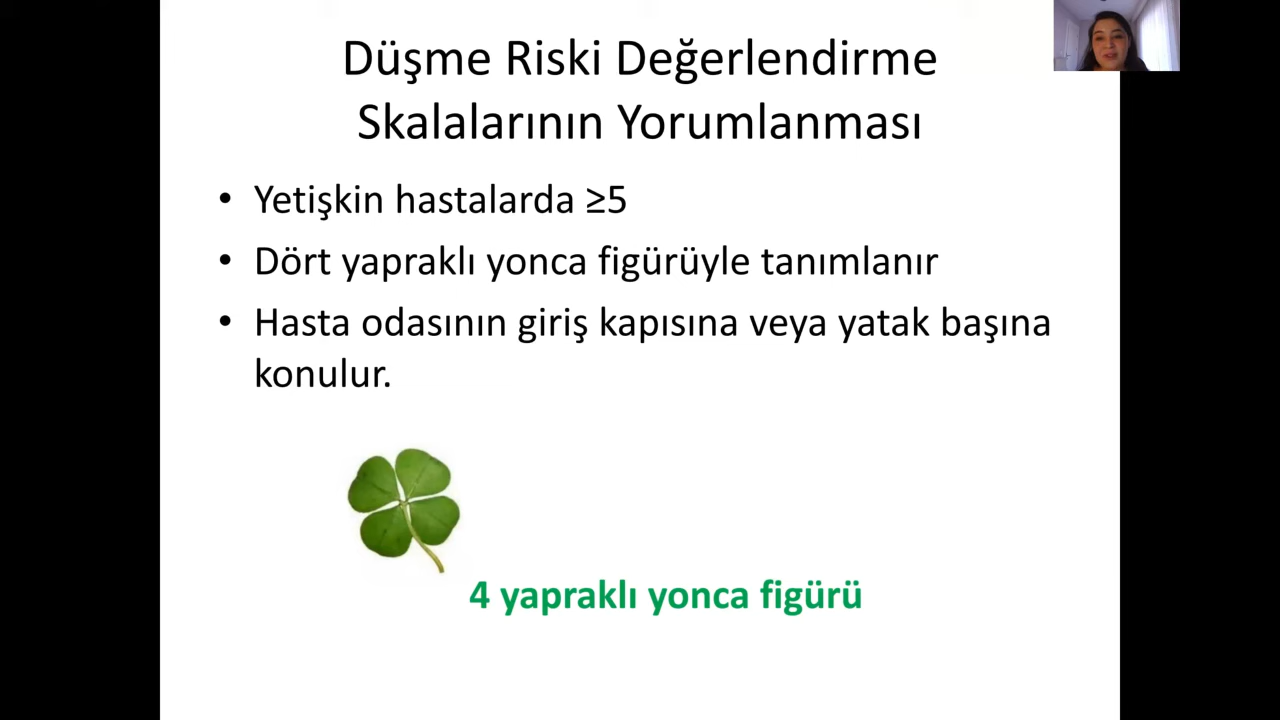 Düşme Riski Değerlendirme
Skalalarının Yorumlanması
• Yetişkin hastalarda ≥5
• Dört yapraklı yonca figürüyle tanımlanır
• Hasta odasının giriş kapısına veya yatak başına
konulur.
4 yapraklı yonca figürü